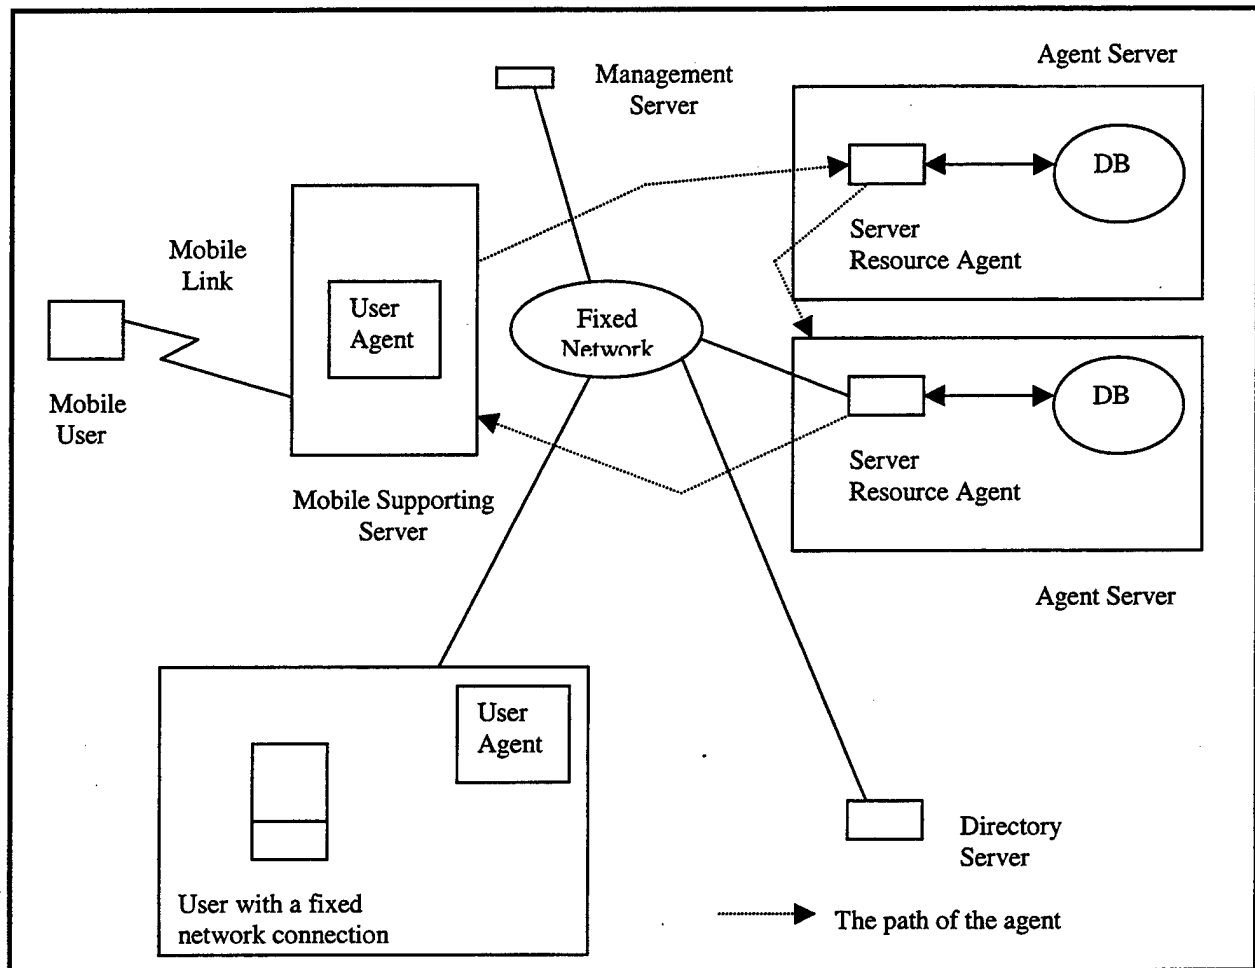 Management
Server
Agent Server
DB
Server
Resource Agent
Mobile
Link
User
Agent
Fixed
Network
Mobile
User
DB
Server
Resource Agent
Mobile Supporting
Server
Agent Server
User
Agent
Directory
Server
User with a fixed
network connection
The path of the agent